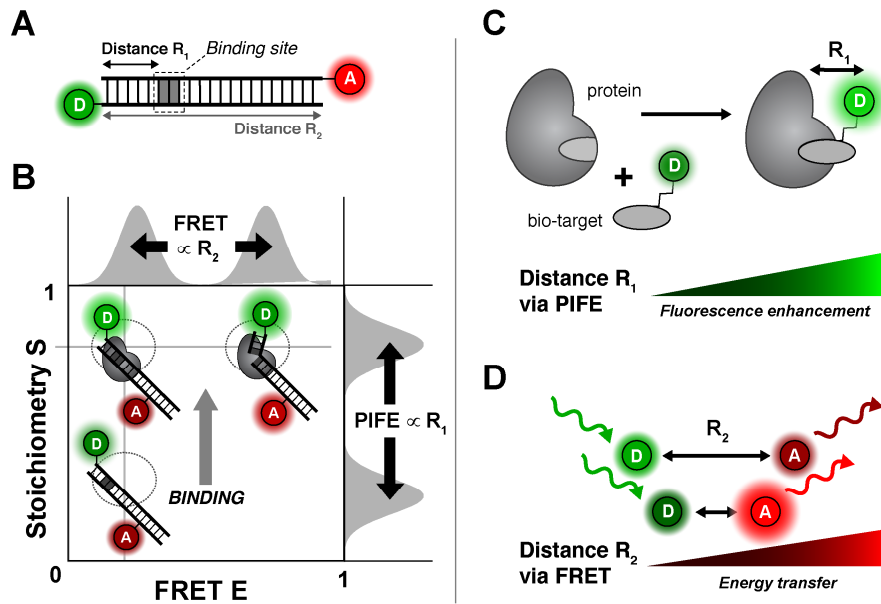 A
Distance R1
Binding site
D
A
Distance R2
B
FRET
∝ R2
1
Stoichiometry S
D
D
A
A
D
A
BINDING
PIFE ∝ R1
0
FRET E
1
C
R1
protein
D
D
+
bio-target
Distance R1
via PIFE
Fluorescence enhancement
D
R2
D
A
D
A
Distance R2
via FRET
Energy transfer